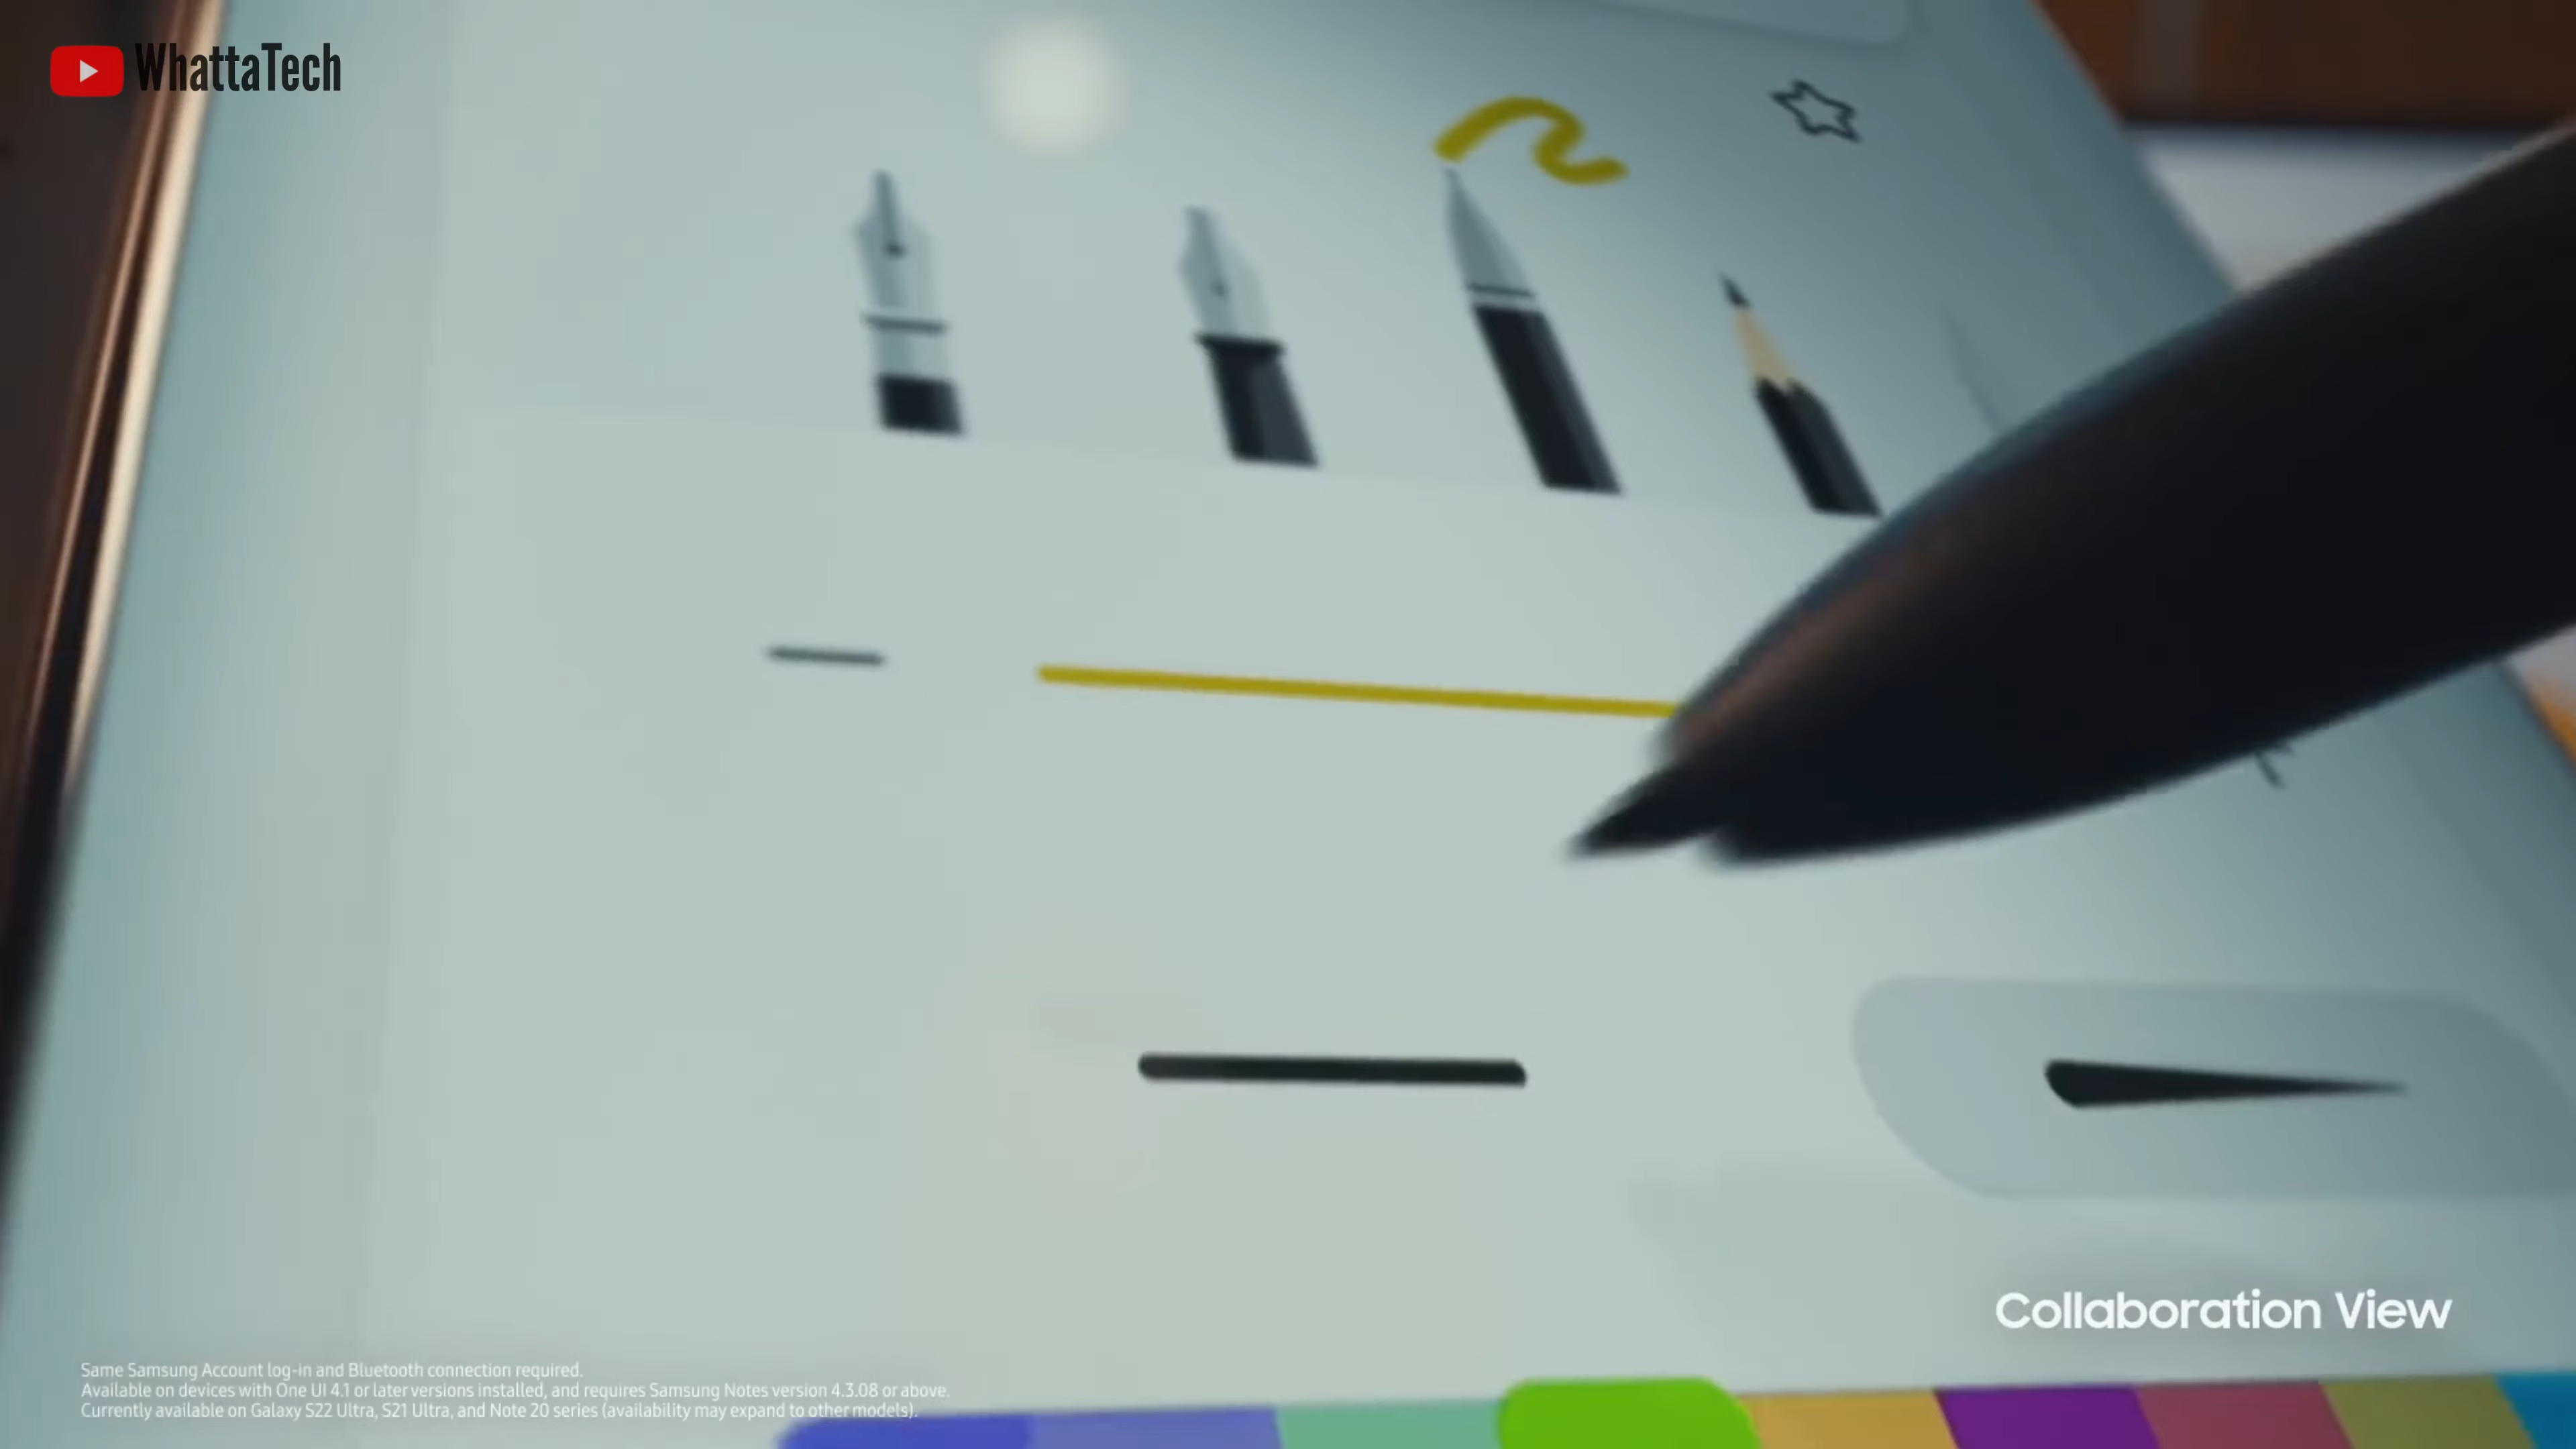 WhattaTech
Collaboration View
Same Samsung Account log-in and Bluetooth connection required.
Available on devices with One UI 4.1 or later versions installed, and requires Samsung Notes version 4.3.08 or above.
Currently available on Galaxy S22 Ultra, S21 Ultra, and Note 20 series (availability may expand to other models).